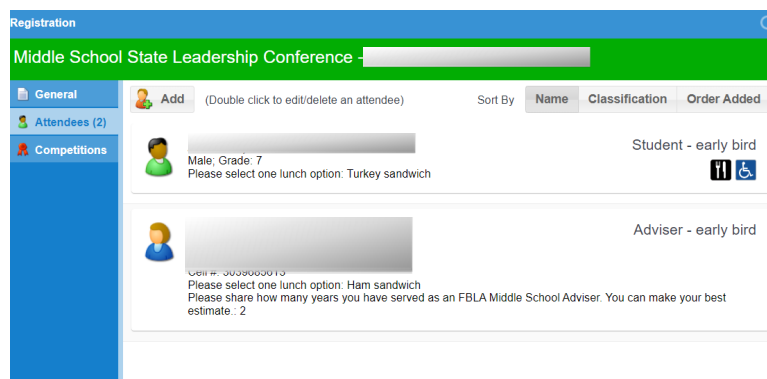 Registration
Middle School State Leadership Conference -
General
Attendees (2)
Competitions
Add
(Double click to edit/delete an attendee)
Sort By
Name
Classification
Order Added
Student - early bird
Male; Grade: 7
Please select one lunch option: Turkey sandwich
Adviser - early bird
Cell #:
Please select one lunch option: Ham sandwich
Please share how many years you have served as an FBLA Middle School Adviser. You can make your best
estimate.: 2